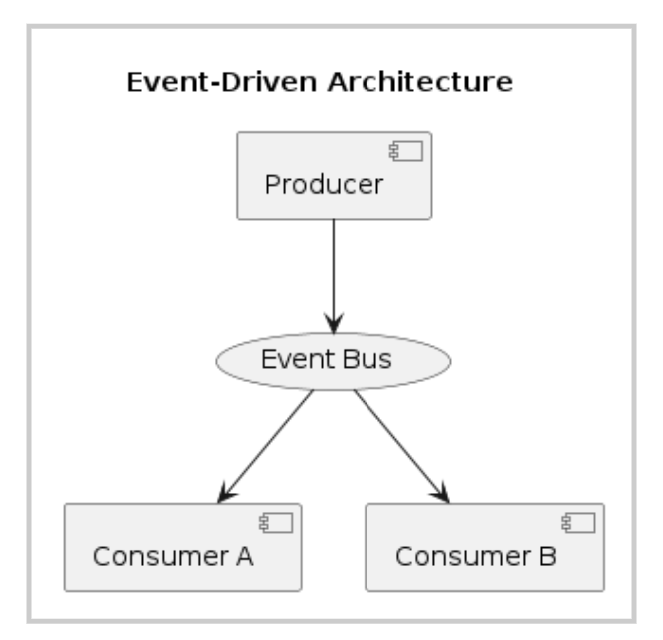 Event-Driven Architecture
Producer
Event Bus
Consumer A
Consumer B